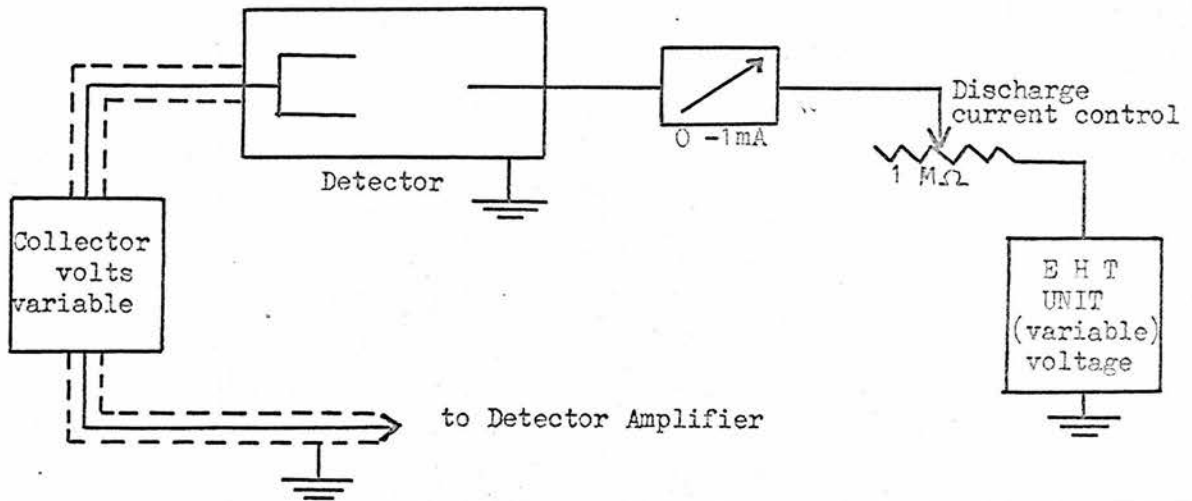 Discharge
current control
0 -1mA
1 MΩ
Detector
Collector
volts
variable
E H T
UNIT
(variable)
voltage
to Detector Amplifier